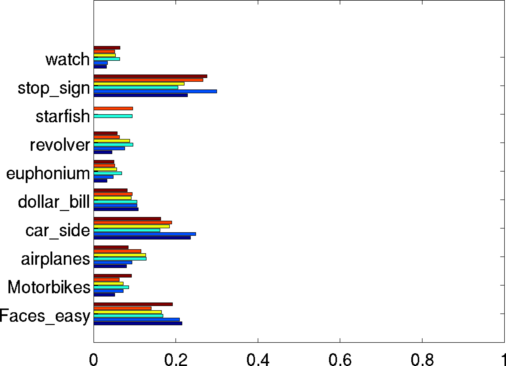 watch
stop_sign
starfish
revolver
euphonium
dollar_bill
car_side
airplanes
Motorbikes
Faces_easy
0 0.2 0.4 0.6 0.8 1